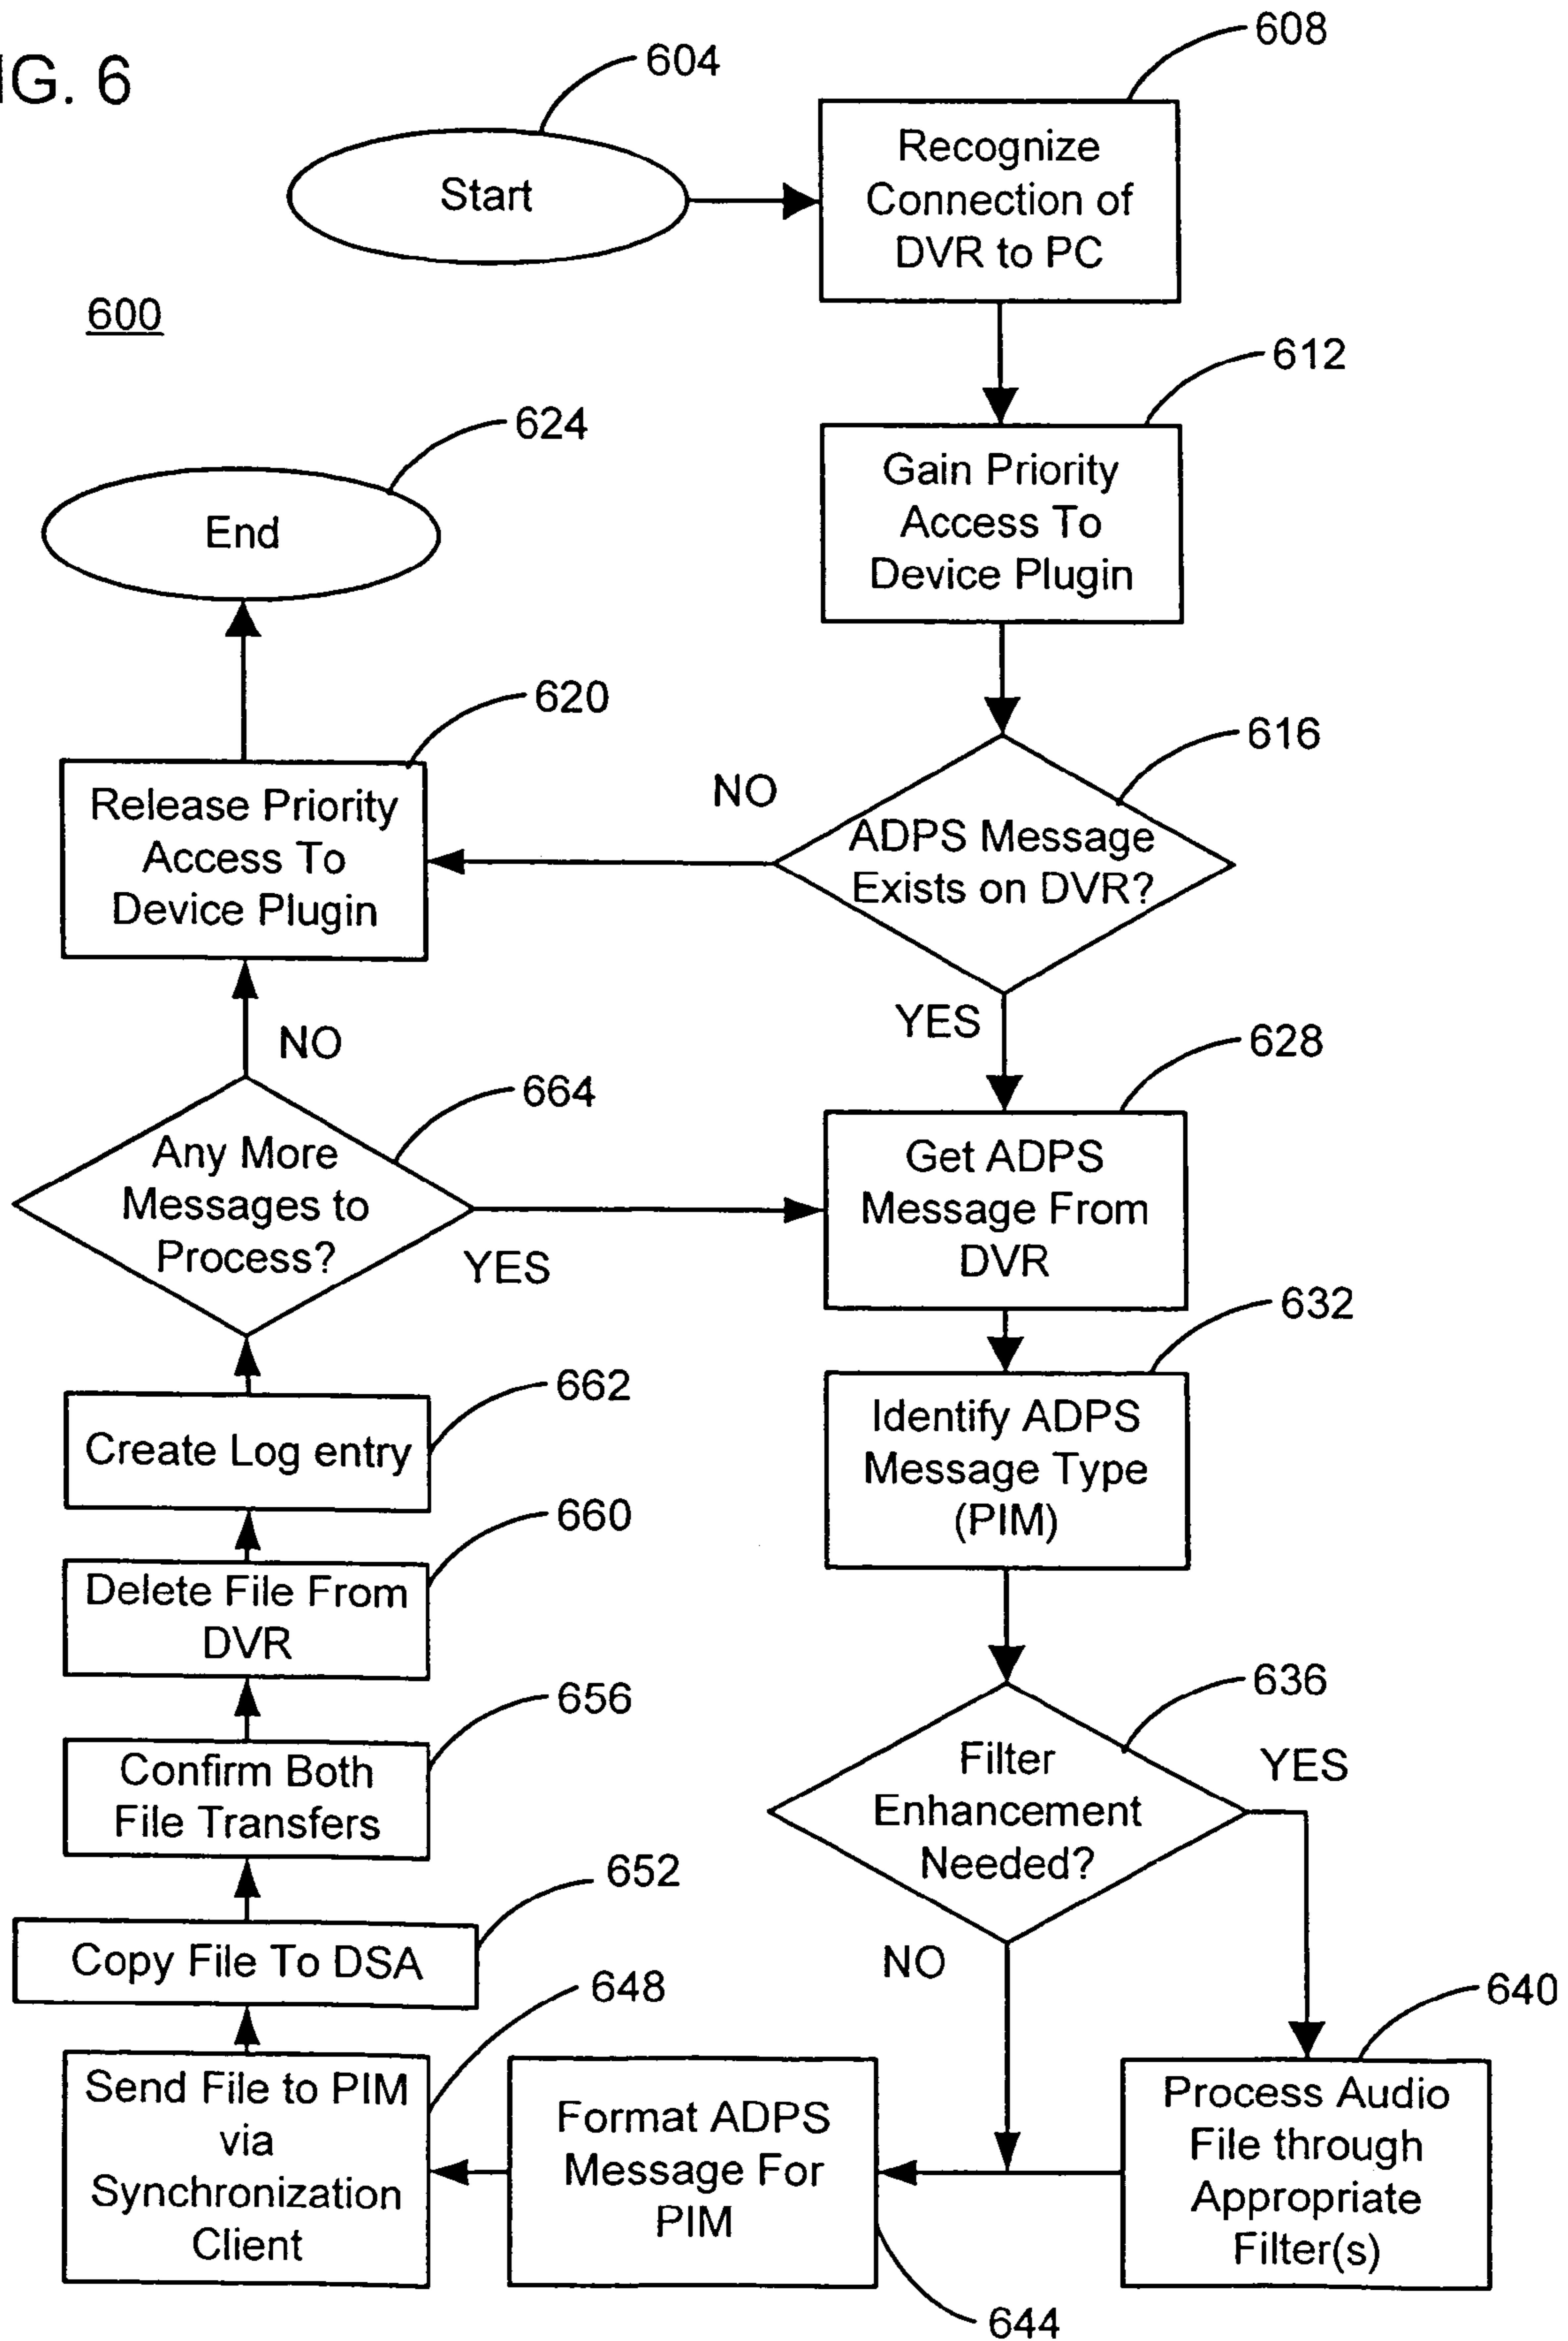 IG. 6
604
608
Start
Recognize
Connection of
DVR to PC
600
612
624
Gain Priority
Access To
Device Plugin
End
620
616
Release Priority
Access To
Device Plugin
NO
ADPS Message
Exists on DVR?
YES
NO
628
664
Any More
Messages to
Process?
YES
Get ADPS
Message From
DVR
632
662
Create Log entry
Identify ADPS
Message Type
(PIM)
660
Delete File From
DVR
636
656
Confirm Both
File Transfers
Filter
Enhancement
Needed?
YES
652
Copy File To DSA
NO
648
640
Send File to PIM
via
Synchronization
Client
Format ADPS
Message For
PIM
Process Audio
File through
Appropriate
Filter(s)
644